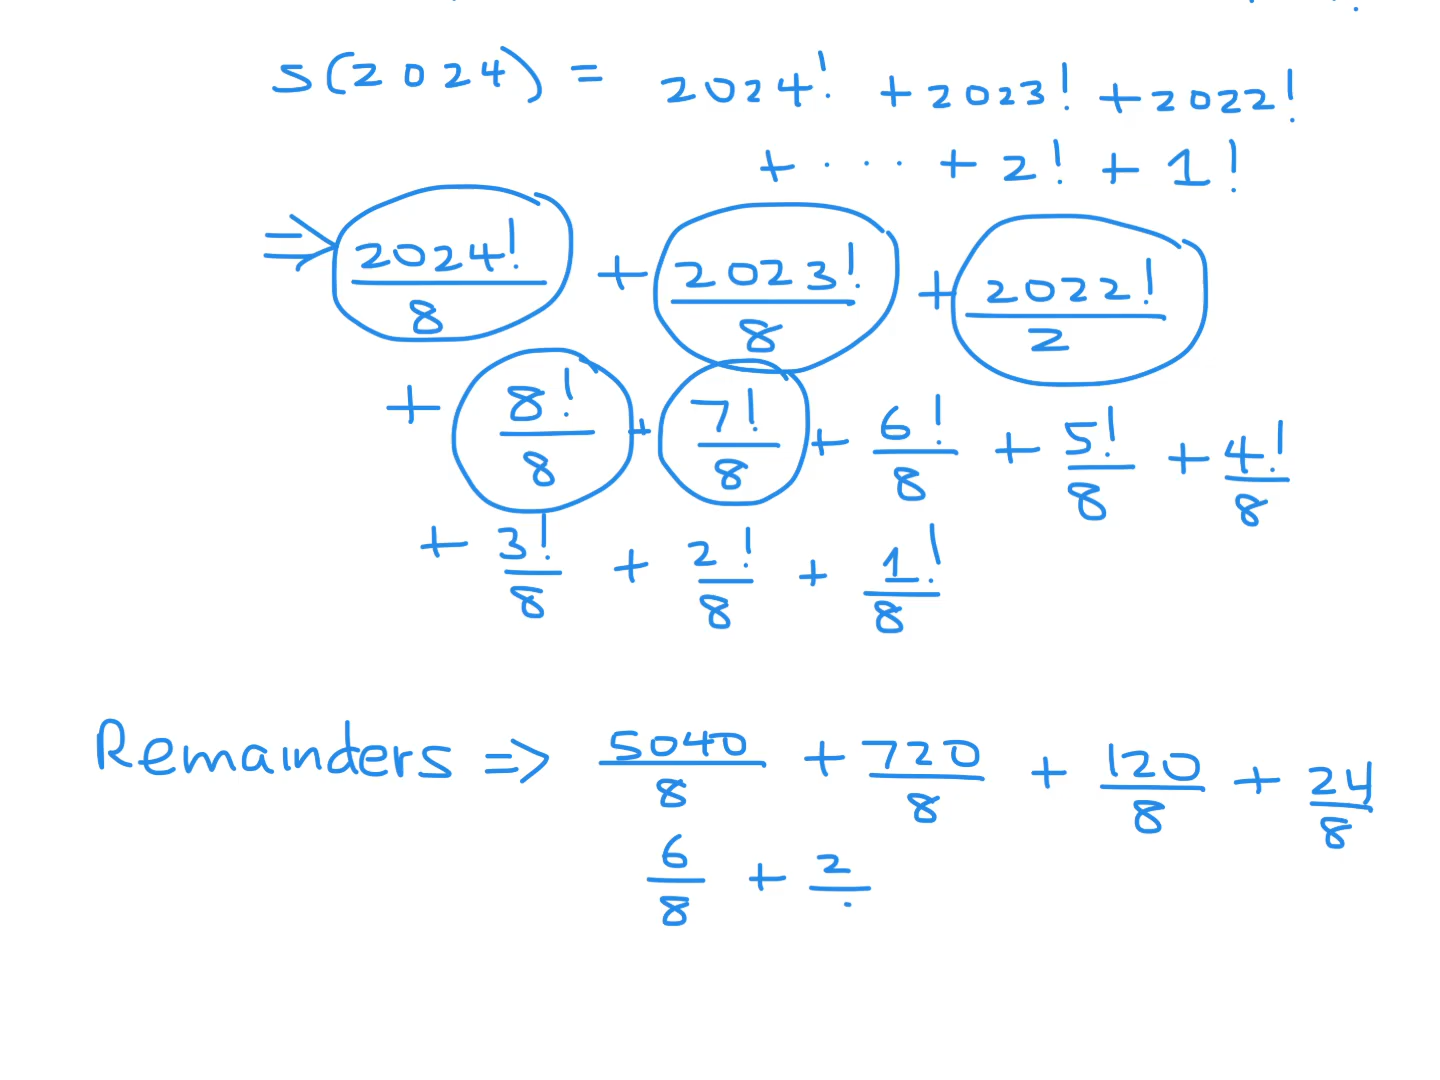 s(2024) = 2024! + 2023! + 2022!
+ . . . + 2! + 1!
⇒ 2024!/8 + 2023!/8 + 2022!/2
+ 8!/8 + 7!/8 + 6!/8 + 5!/8 + 4!/8
+ 3!/8 + 2!/8 + 1!/8
Remainders ⇒ 5040/8 + 720/8 + 120/8 + 24/8
6/8 + 2/